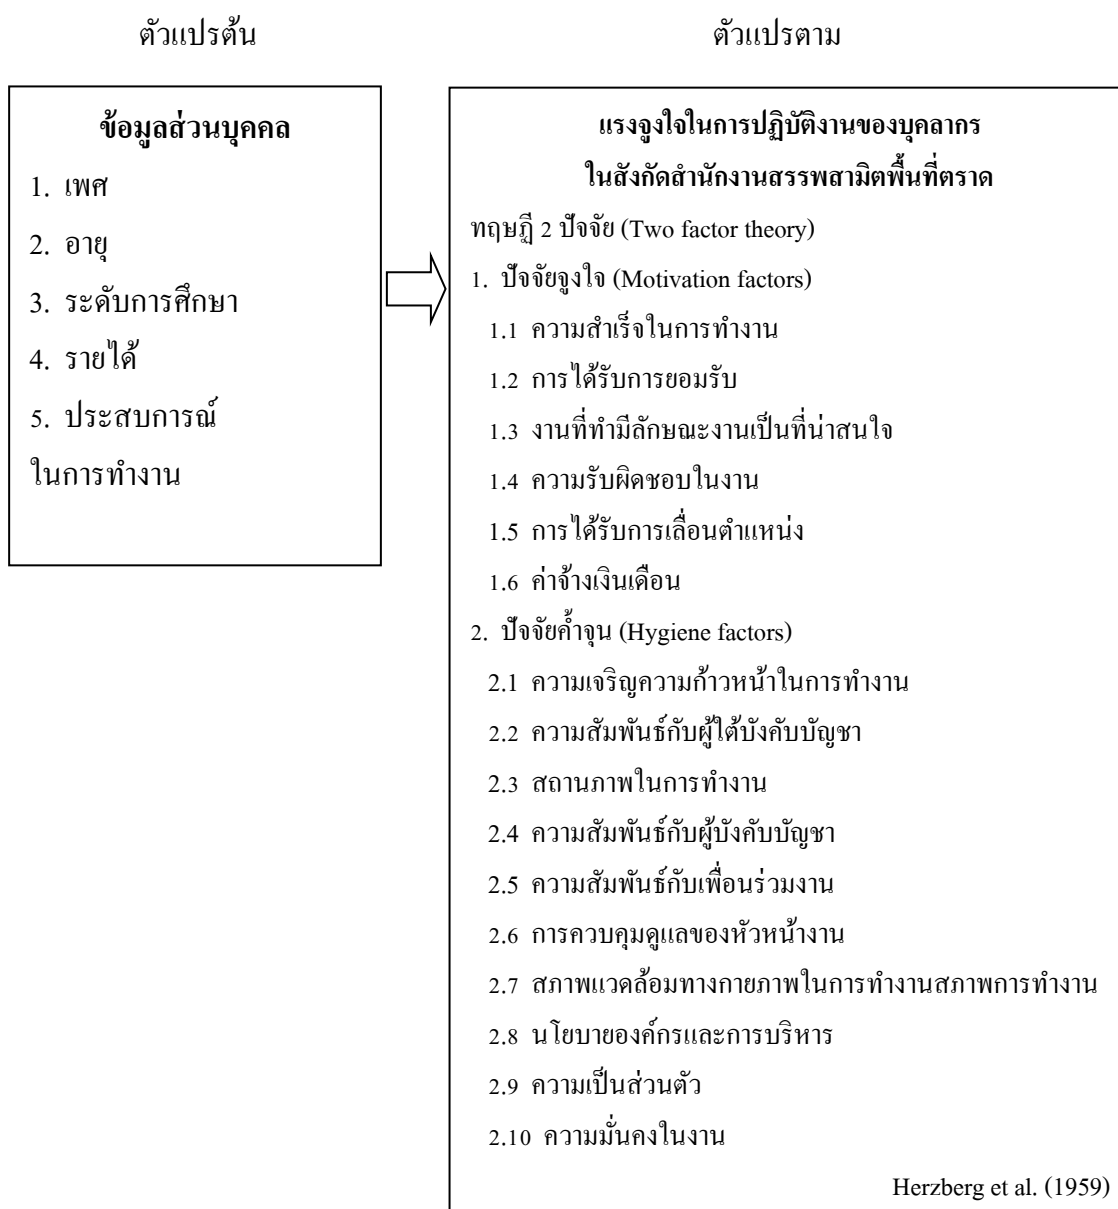 ตัวแปรต้น
ตัวแปรตาม
ข้อมูลส่วนบุคคล
1. เพศ
2. อายุ
3. ระดับการศึกษา
4. รายได้
5. ประสบการณ์
ในการทำงาน
แรงจูงใจในการปฏิบัติงานของบุคลากร
ในสังกัดสำนักงานสรรพสามิตพื้นที่ตราด
ทฤษฎี 2 ปัจจัย (Two factor theory)
1. ปัจจัยจูงใจ (Motivation factors)
1.1 ความสำเร็จในการทำงาน
1.2 การได้รับการยอมรับ
1.3 งานที่ทำมีลักษณะงานเป็นที่น่าสนใจ
1.4 ความรับผิดชอบในงาน
1.5 การได้รับการเลื่อนตำแหน่ง
1.6 ค่าจ้างเงินเดือน
2. ปัจจัยค้ำจุน (Hygiene factors)
2.1 ความเจริญความก้าวหน้าในการทำงาน
2.2 ความสัมพันธ์กับผู้ใต้บังคับบัญชา
2.3 สถานภาพในการทำงาน
2.4 ความสัมพันธ์กับผู้บังคับบัญชา
2.5 ความสัมพันธ์กับเพื่อนร่วมงาน
2.6 การควบคุมดูแลของหัวหน้างาน
2.7 สภาพแวดล้อมทางกายภาพในการทำงานสภาพการทำงาน
2.8 นโยบายองค์กรและการบริหาร
2.9 ความเป็นส่วนตัว
2.10 ความมั่นคงในงาน
Herzberg et al. (1959)